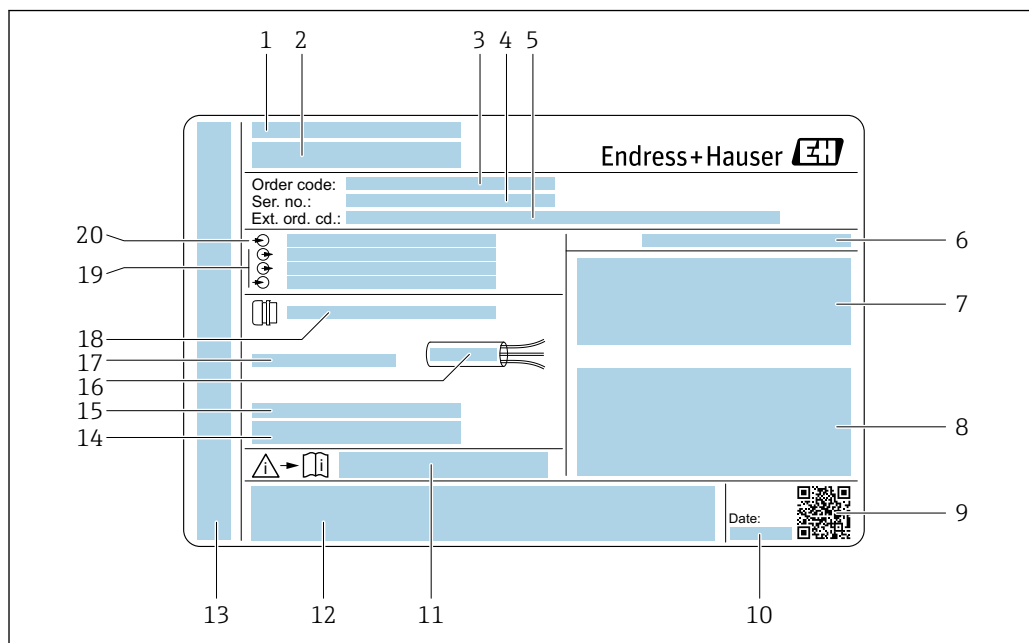 1 2 3 4 5
Endress+Hauser EH
Order code:
Ser. no.:
Ext. ord. cd.:
20
6
19
7
18
17
16
15
14
8
i i
9
Date:
13 12 11 10